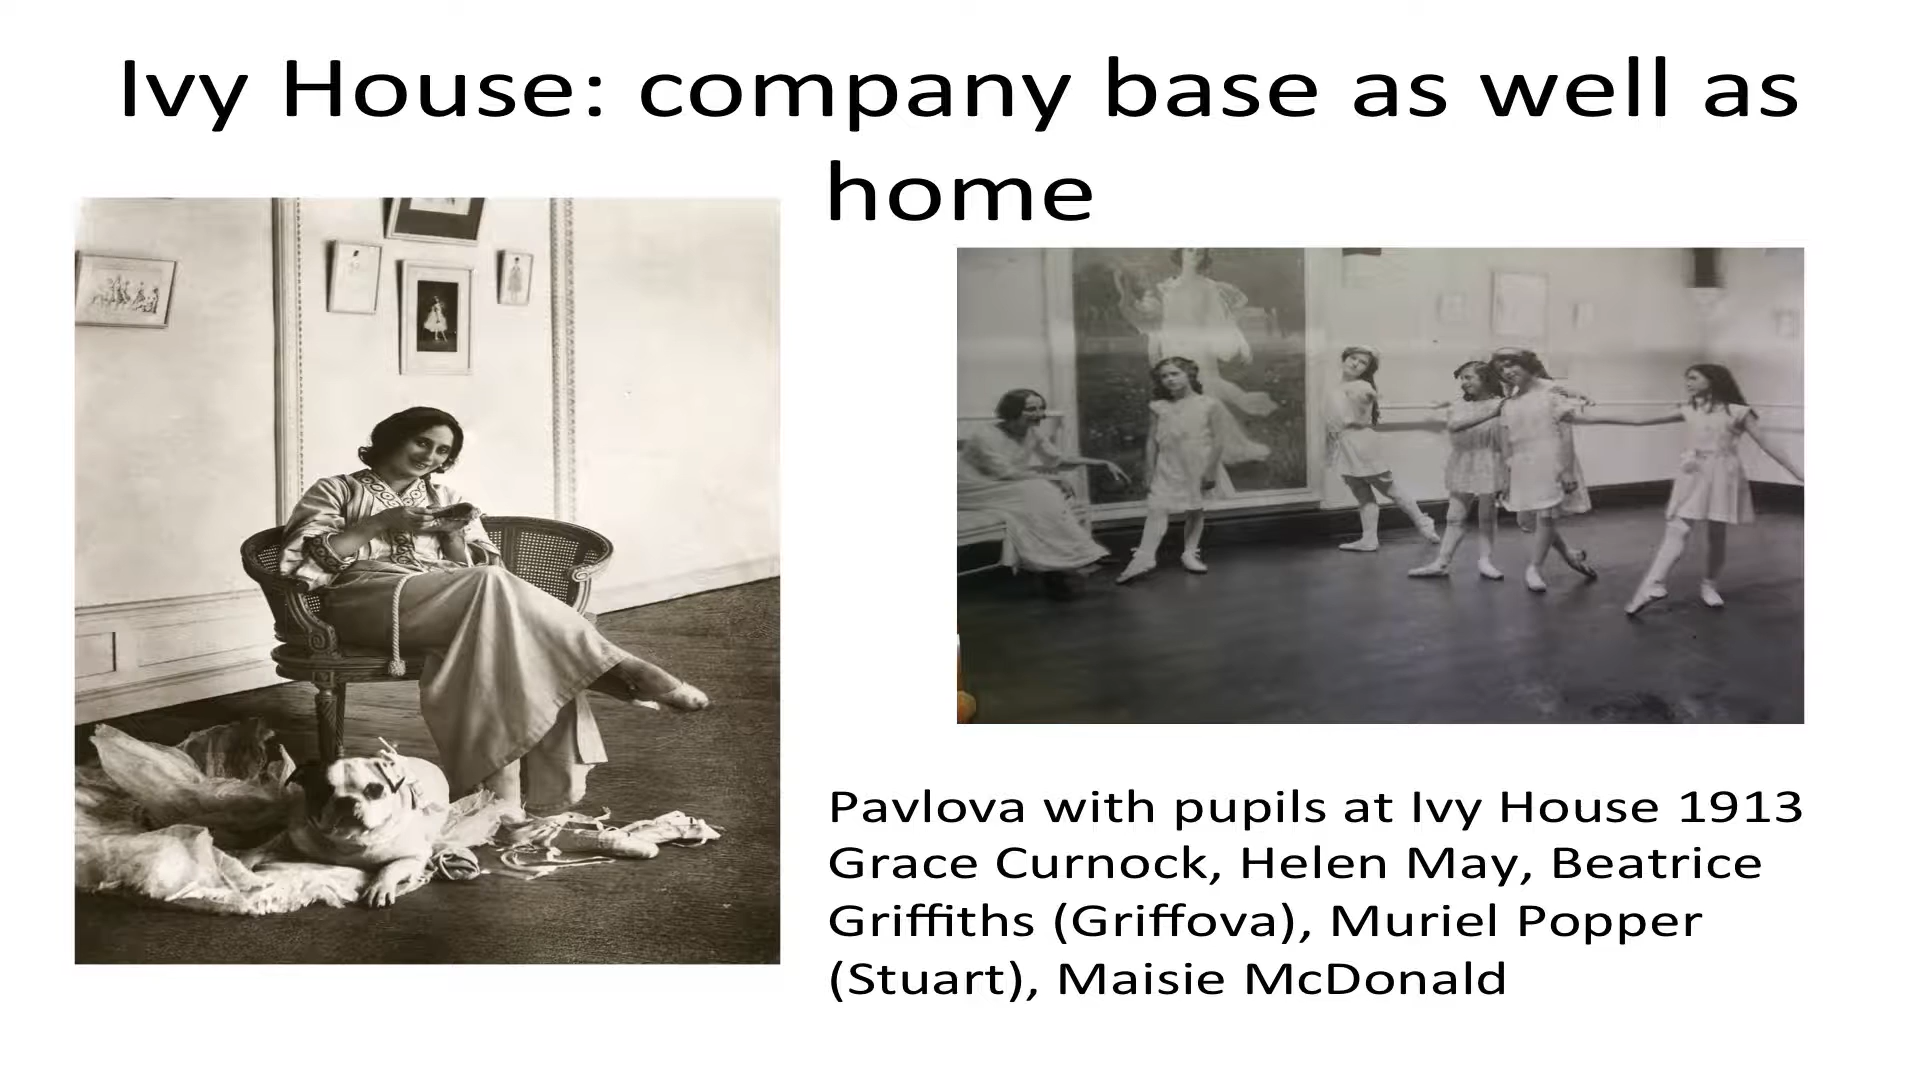 Ivy House: company base as well as
home
Pavlova with pupils at Ivy House 1913
Grace Curnock, Helen May, Beatrice
Griffiths (Griffova), Muriel Popper
(Stuart), Maisie McDonald